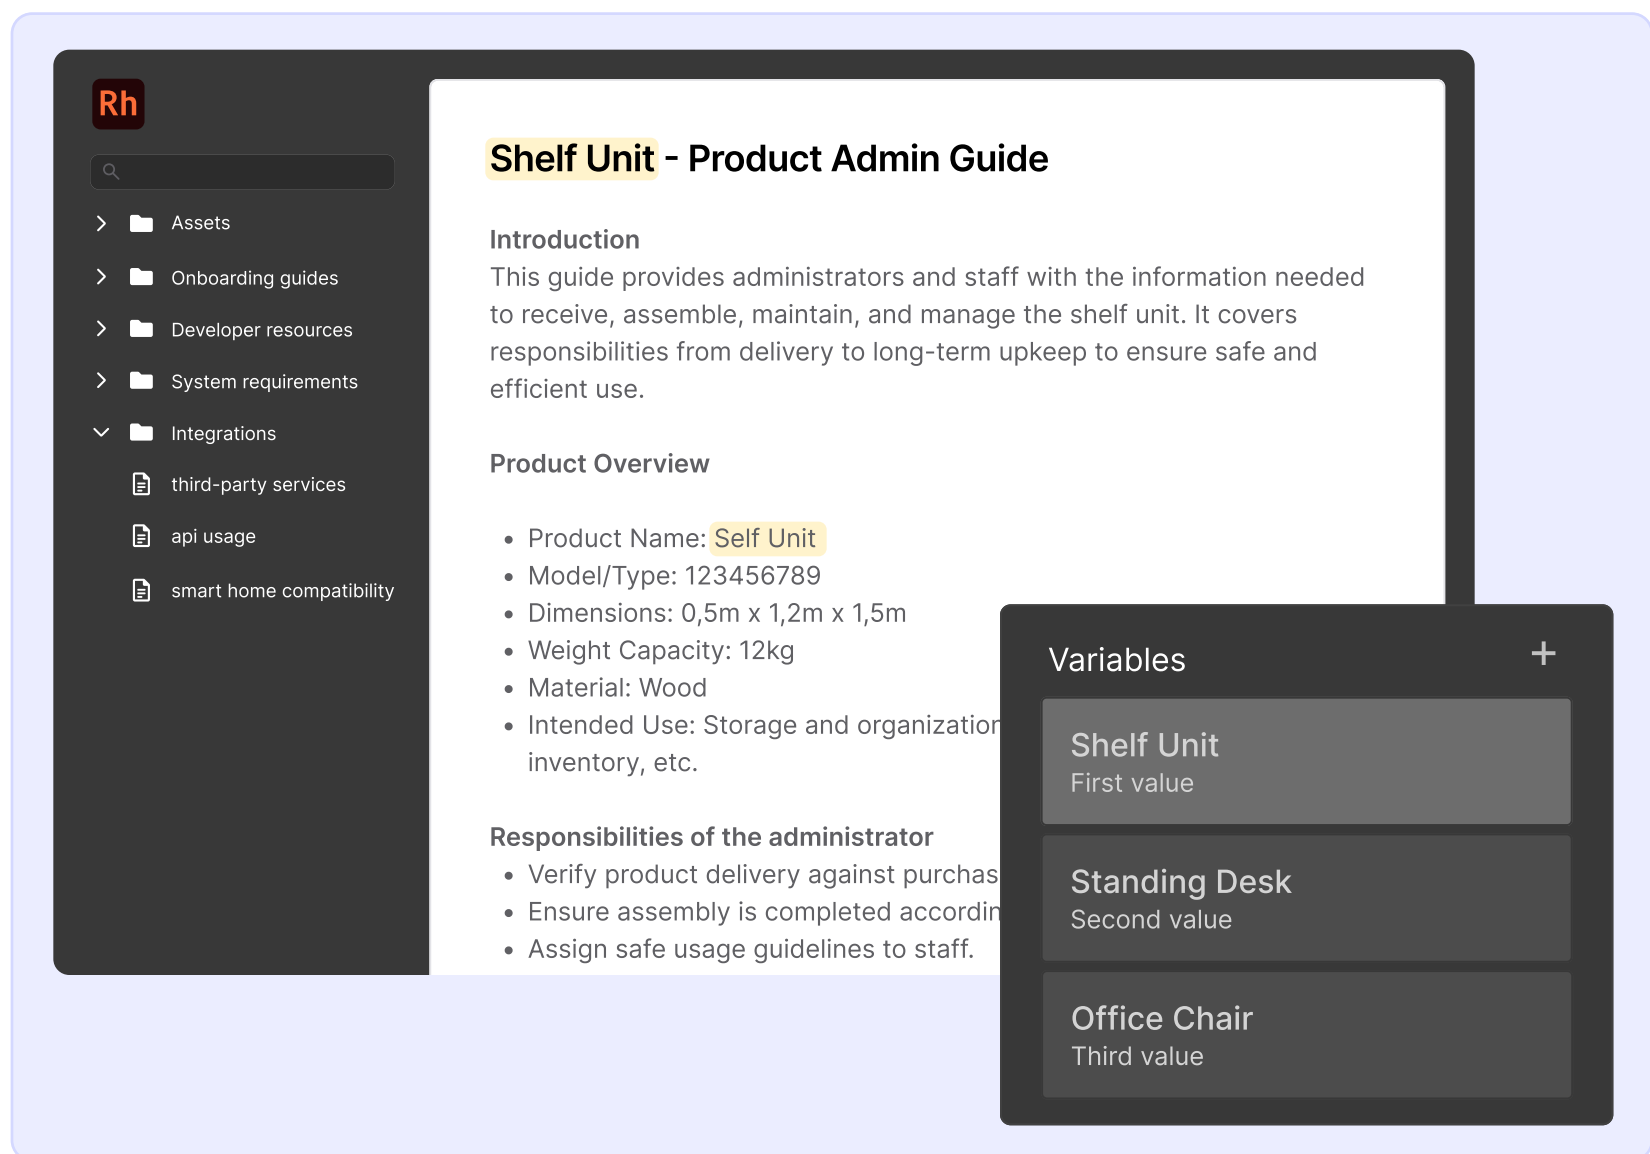 Rh
Assets
Onboarding guides
Developer resources
System requirements
Integrations
third-party services
api usage
smart home compatibility
Shelf Unit - Product Admin Guide
Introduction
This guide provides administrators and staff with the information needed
to receive, assemble, maintain, and manage the shelf unit. It covers
responsibilities from delivery to long-term upkeep to ensure safe and
efficient use.
Product Overview
• Product Name: Self Unit
• Model/Type: 123456789
• Dimensions: 0,5m x 1,2m x 1,5m
• Weight Capacity: 12kg
• Material: Wood
• Intended Use: Storage and organization
inventory, etc.
Responsibilities of the administrator
• Verify product delivery against purchas
• Ensure assembly is completed accordin
• Assign safe usage guidelines to staff.
Variables
Shelf Unit
First value
Standing Desk
Second value
Office Chair
Third value